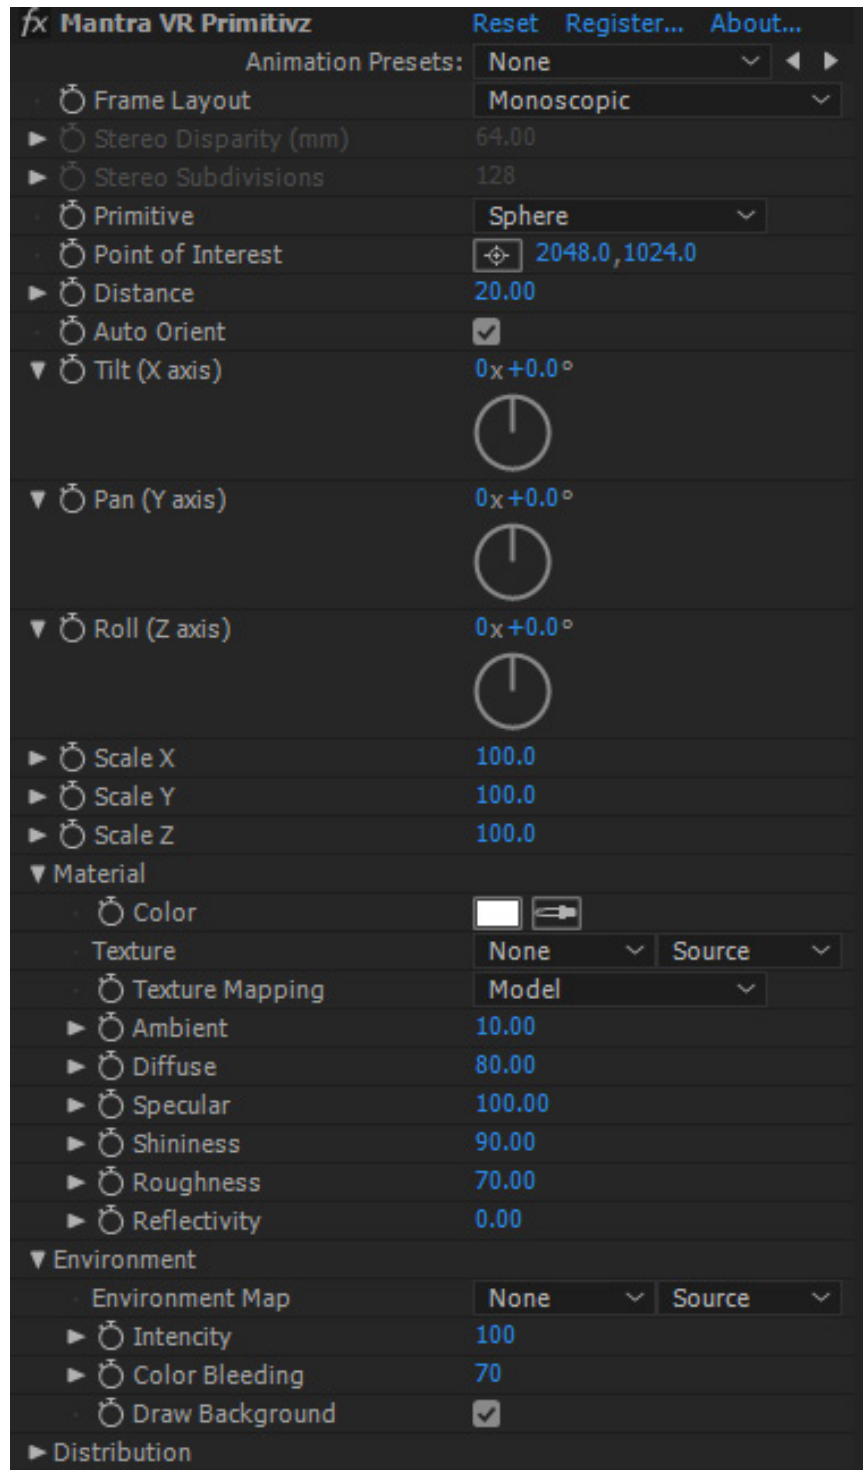 fx Mantra VR Primitivz Reset Register... About...
Animation Presets: None
Frame Layout Monoscopic
Stereo Disparity (mm) 64.00
Stereo Subdivisions 128
Primitive Sphere
Point of Interest 2048.0,1024.0
Distance 20.00
Auto Orient
Tilt (X axis) 0x+0.0°
Pan (Y axis) 0x+0.0°
Roll (Z axis) 0x+0.0°
Scale X 100.0
Scale Y 100.0
Scale Z 100.0
Material
Color
Texture None Source
Texture Mapping Model
Ambient 10.00
Diffuse 80.00
Specular 100.00
Shininess 90.00
Roughness 70.00
Reflectivity 0.00
Environment
Environment Map None Source
Intencity 100
Color Bleeding 70
Draw Background
Distribution